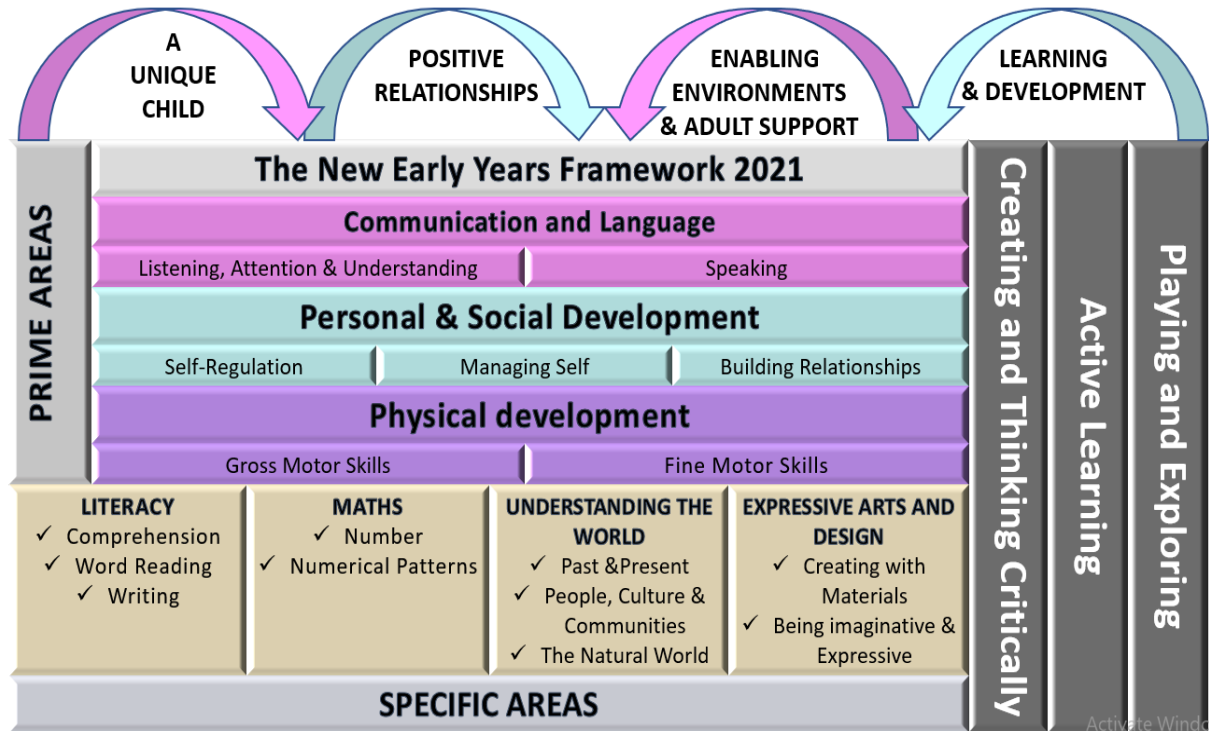 A
UNIQUE
CHILD
POSITIVE
RELATIONSHIPS
ENABLING
ENVIRONMENTS
& ADULT SUPPORT
LEARNING
& DEVELOPMENT
PRIME AREAS
The New Early Years Framework 2021
Communication and Language
Listening, Attention & Understanding
Speaking
Personal & Social Development
Self-Regulation
Managing Self
Building Relationships
Physical development
Gross Motor Skills
Fine Motor Skills
LITERACY
✓ Comprehension
✓ Word Reading
✓ Writing
MATHS
✓ Number
✓ Numerical Patterns
UNDERSTANDING THE
WORLD
✓ Past &Present
✓ People, Culture &
Communities
✓ The Natural World
EXPRESSIVE ARTS AND
DESIGN
✓ Creating with
Materials
✓ Being imaginative &
Expressive
SPECIFIC AREAS
Creating and Thinking Critically
Active Learning
Playing and Exploring
Activate Windo